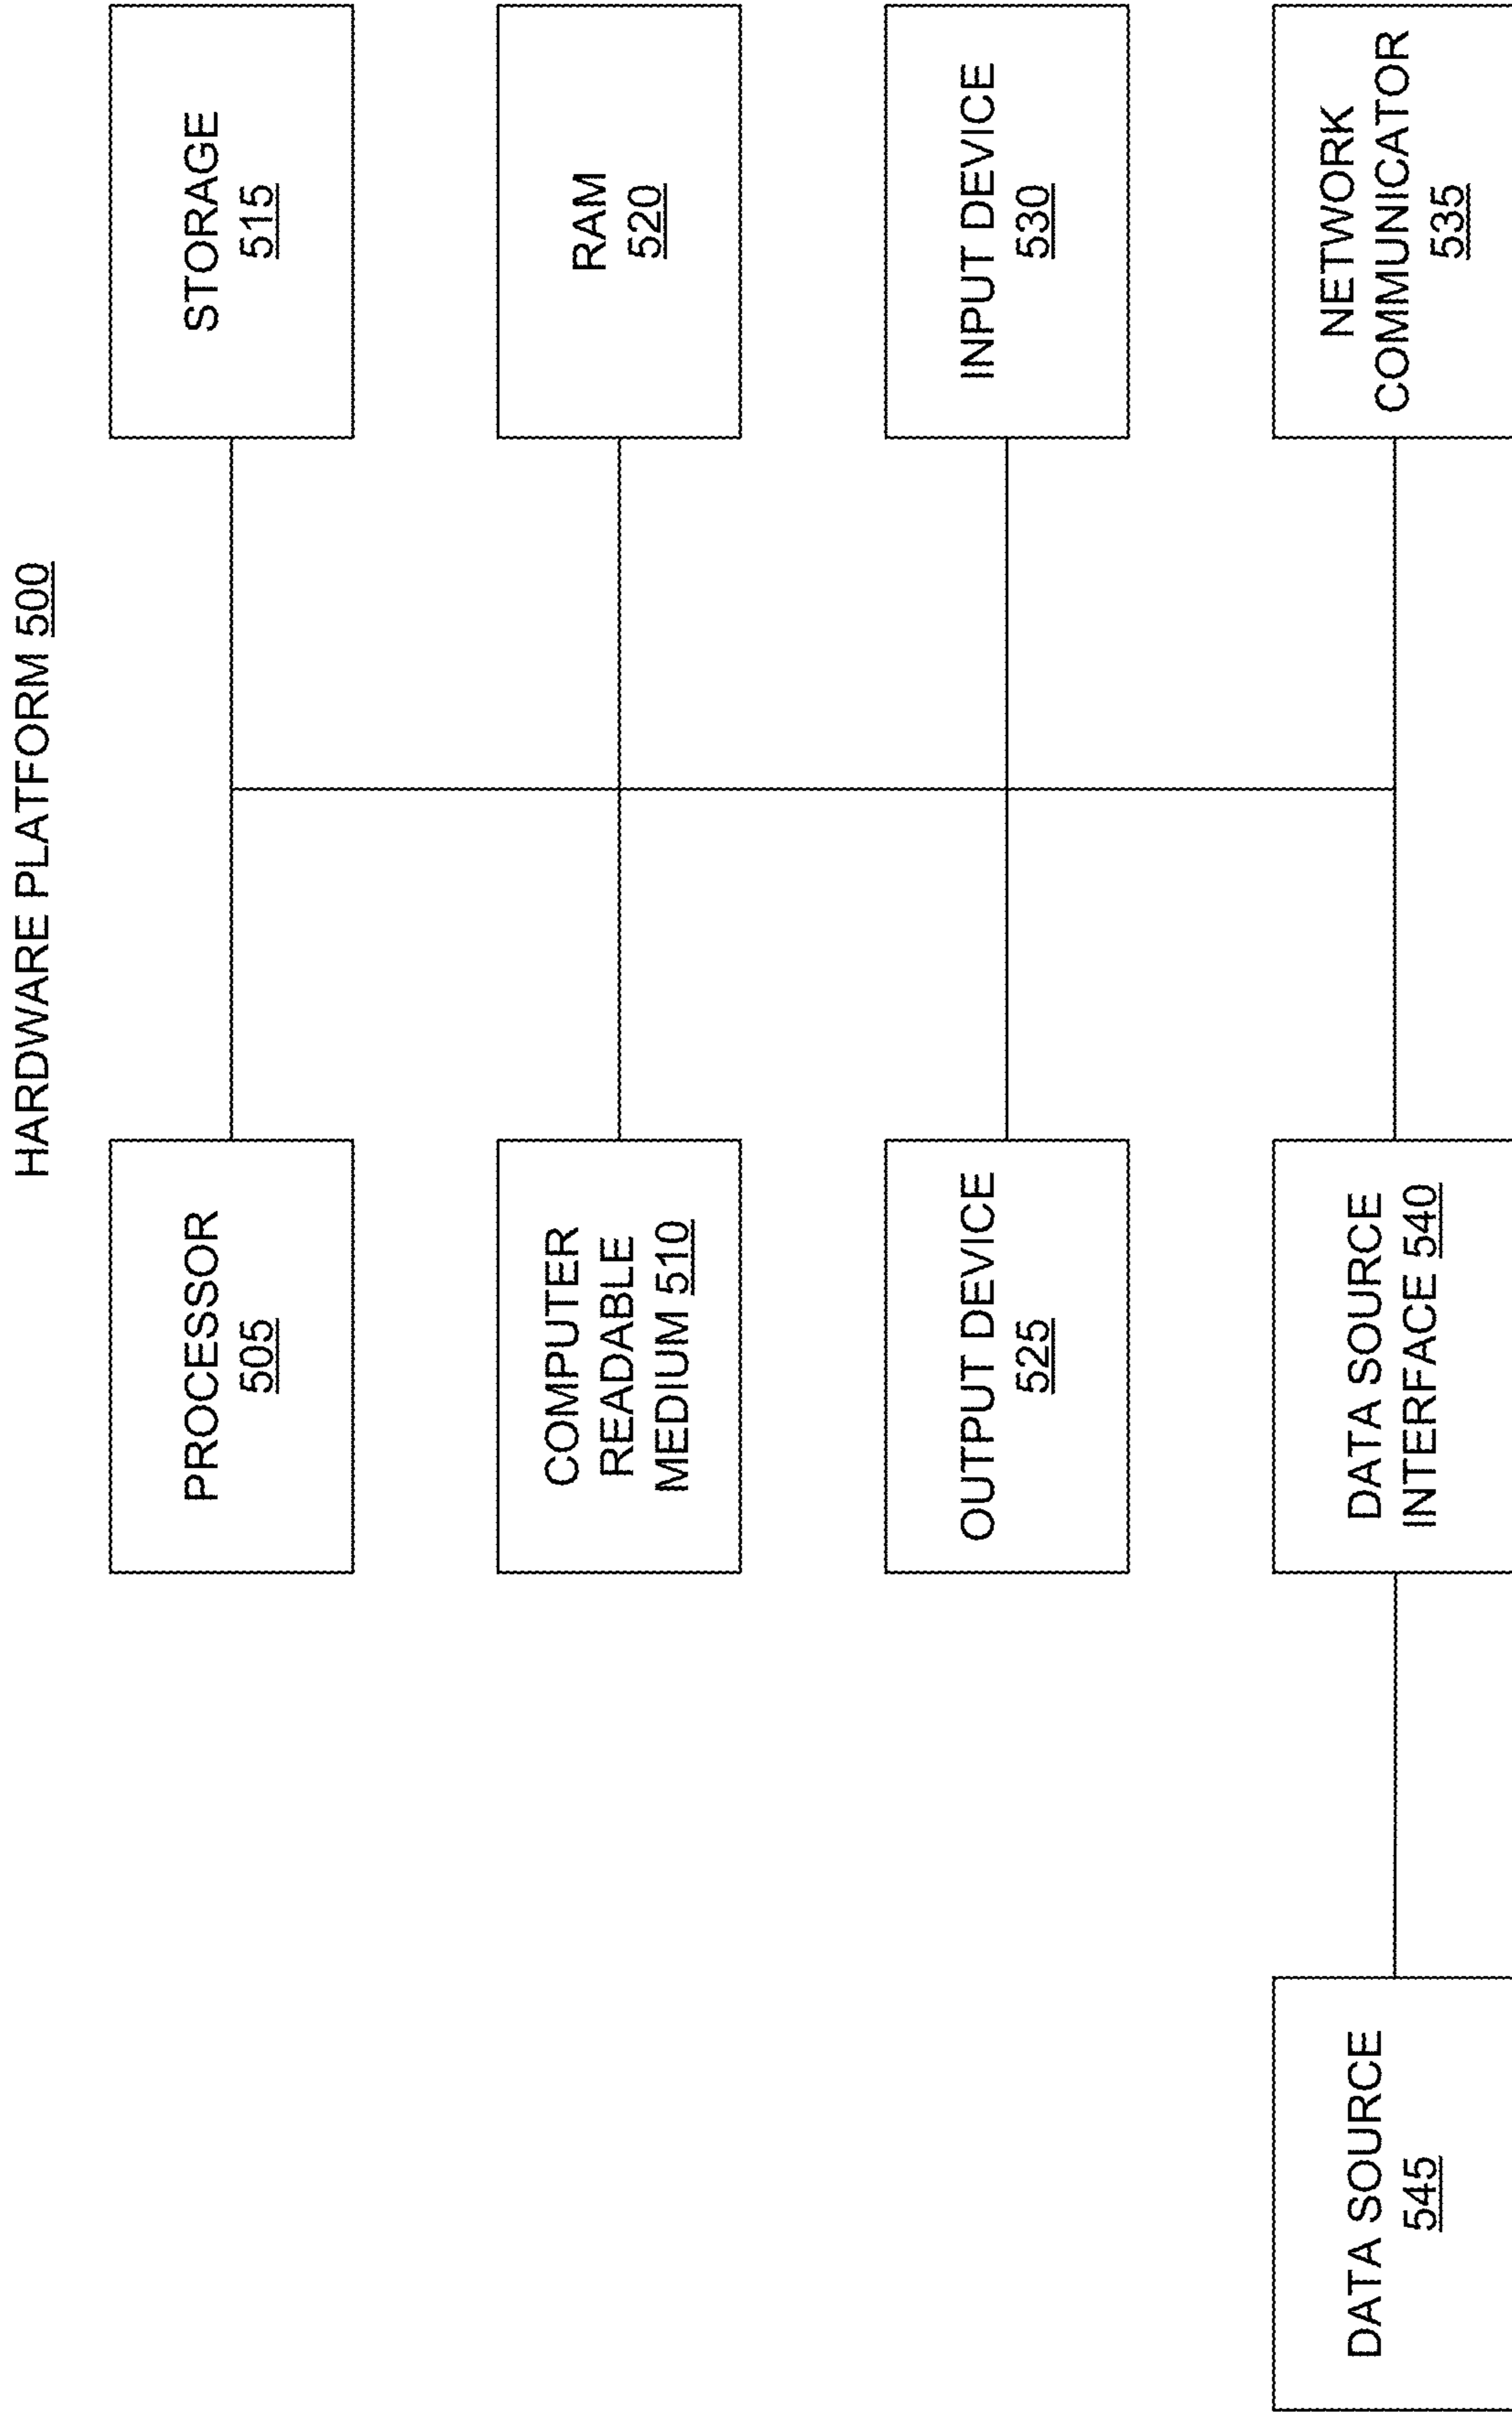 HARDWARE PLATFORM 500
PROCESSOR
505
STORAGE
515
COMPUTER
READABLE
MEDIUM 510
RAM
520
OUTPUT DEVICE
525
INPUT DEVICE
530
DATA SOURCE
545
DATA SOURCE
INTERFACE 540
NETWORK
COMMUNICATOR
535